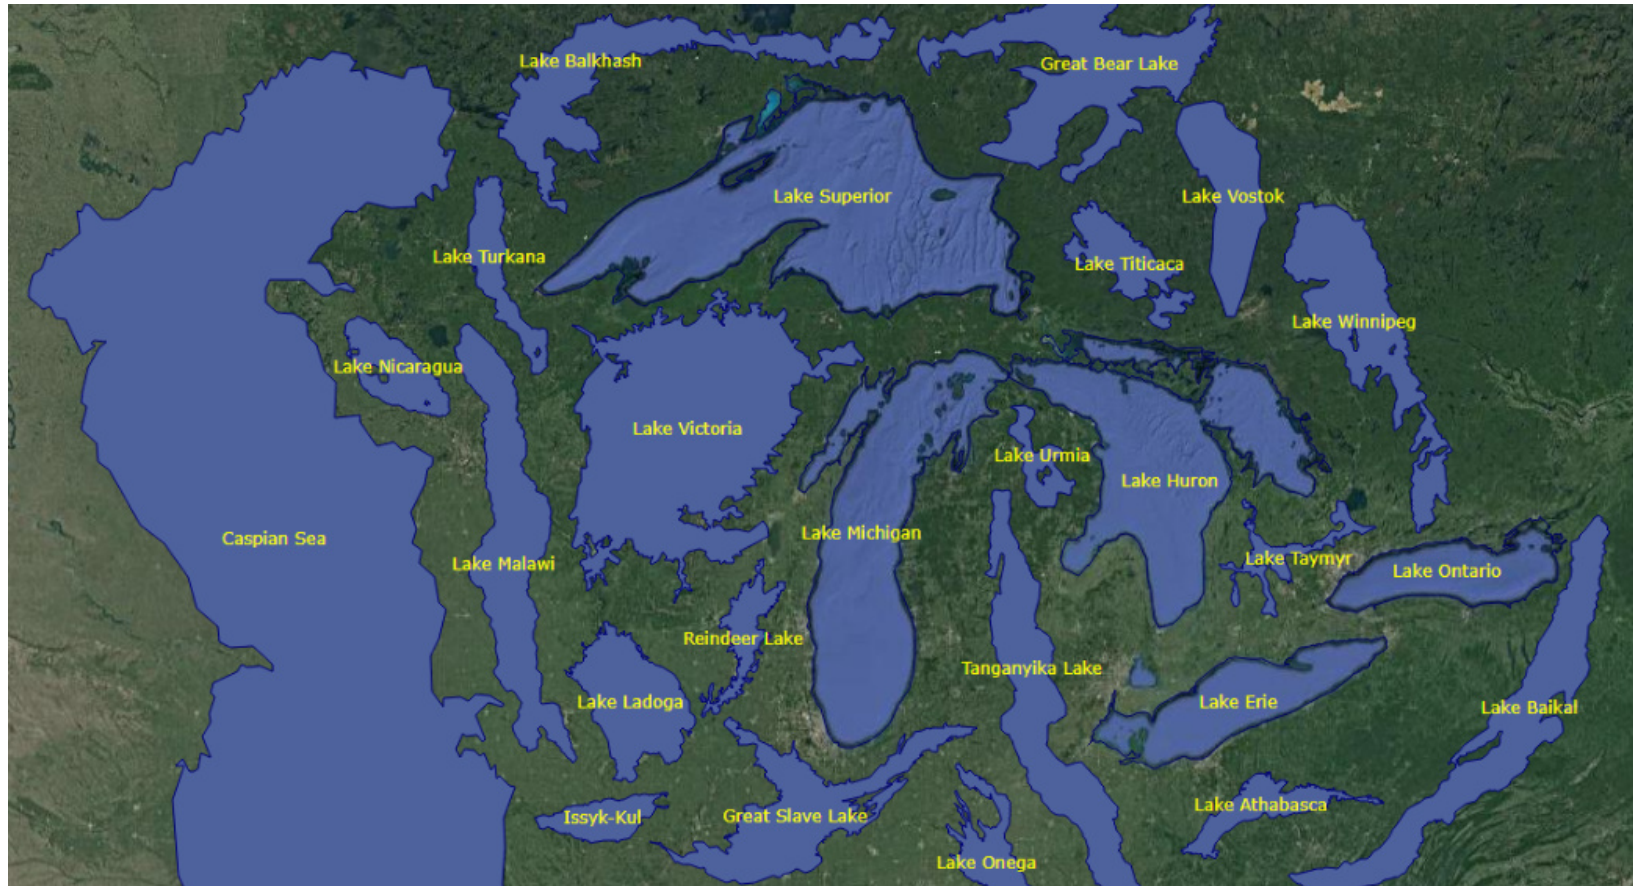 Lake Balkhash
Great Bear Lake
Lake Superior
Lake Vostok
Lake Turkana
Lake Titicaca
Lake Winnipeg
Lake Nicaragua
Lake Victoria
Lake Urmia
Lake Huron
Caspian Sea
Lake Michigan
Lake Malawi
Lake Taymyr
Lake Ontario
Reindeer Lake
Tanganyika Lake
Lake Ladoga
Lake Erie
Lake Baikal
Issyk-Kul
Great Slave Lake
Lake Athabasca
Lake Onega